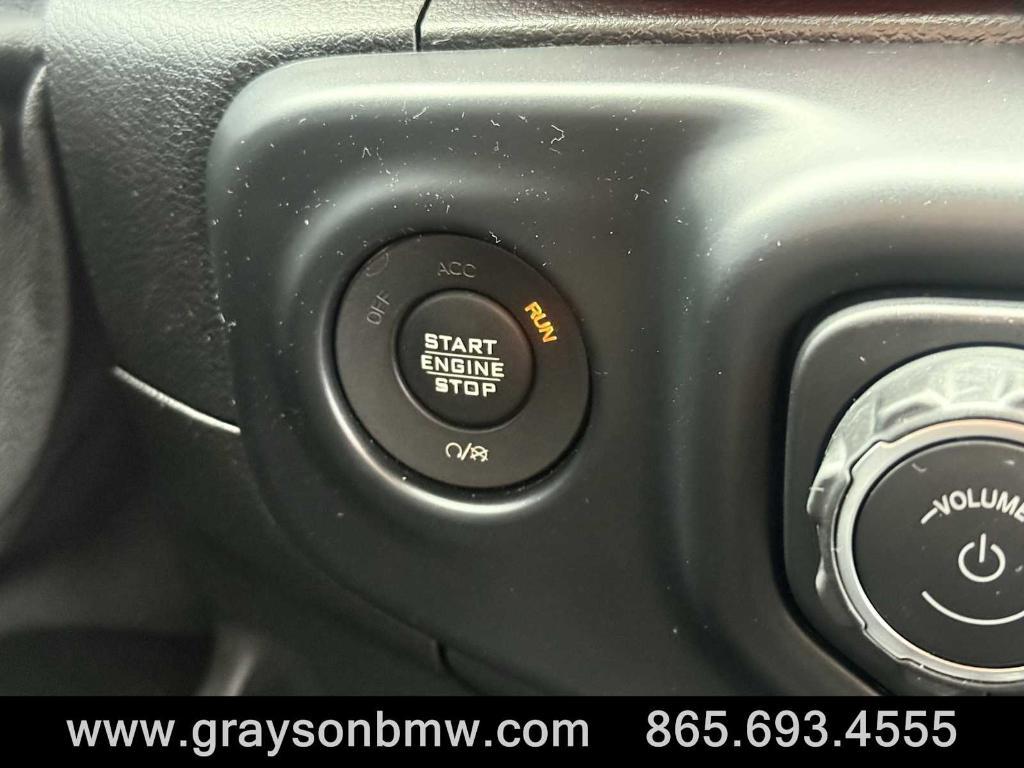 ACC
OFF
RUN
START
ENGINE
STOP
VOLUME
www.graysonbmw.com 865.693.4555